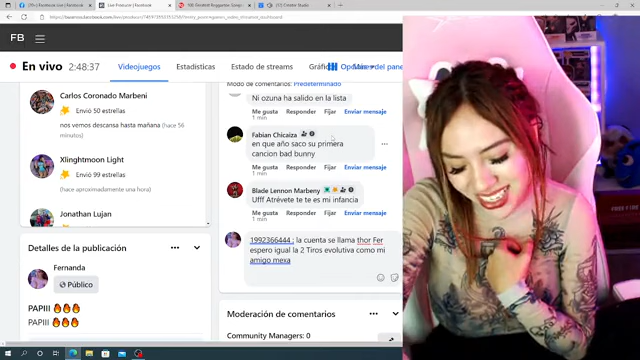 FB
En vivo
2:48:37
Videojuegos
Estadísticas
Estado de Stream
Gráfi
Opciones del pane
Carlos Coronado Marbeni
Envió 50 estrellas
nos vemos descansa hasta mañana (hace 56
minutos)
Xlingthmoon Light
Envió 99 estrellas
(hace aproximadamente una hora)
Jonathan Lujan
Detalles de la publicación
Fernanda
Público
PAPIII
PAPIII
Modo de comentarios: Predeterminado
Ni ozuna ha salido en la lista
Me gusta Responder Fijar Enviar mensaje
1 min
Fabian Chicaiza
en que año saco su primera
cancion bad bunny
Me gusta Responder Fijar Enviar mensaje
1 min
Blade Lennon Marbeny
Ufff Atrévete te te es mi infancia
Me gusta Responder Fijar Enviar mensaje
1 min
1992366444 : la cuenta se llama thor Fer
espero igual la 2 Tiros evolutiva como mi
amigo mexa
Moderación de comentarios
Community Managers: 0